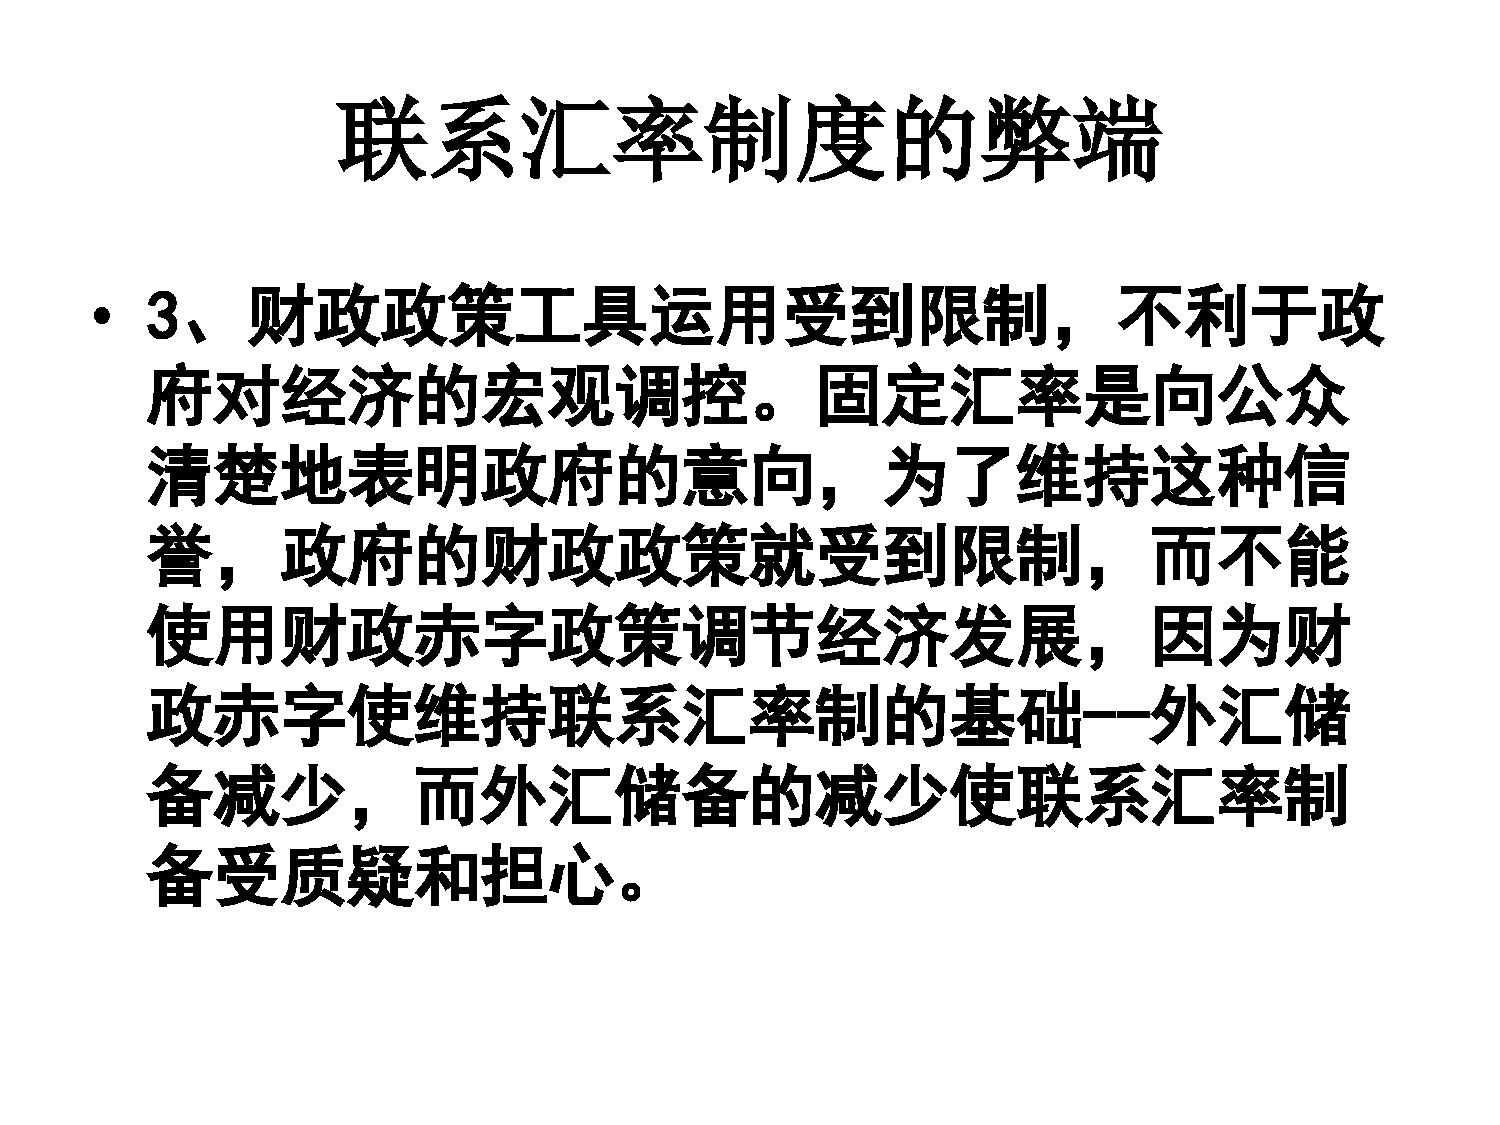 联系汇率制度的弊端
• 3、财政政策工具运用受到限制，不利于政
府对经济的宏观调控。固定汇率是向公众
清楚地表明政府的意向，为了维持这种信
誉，政府的财政政策就受到限制，而不能
使用财政赤字政策调节经济发展，因为财
政赤字使维持联系汇率制的基础--外汇储
备减少，而外汇储备的减少使联系汇率制
备受质疑和担心。